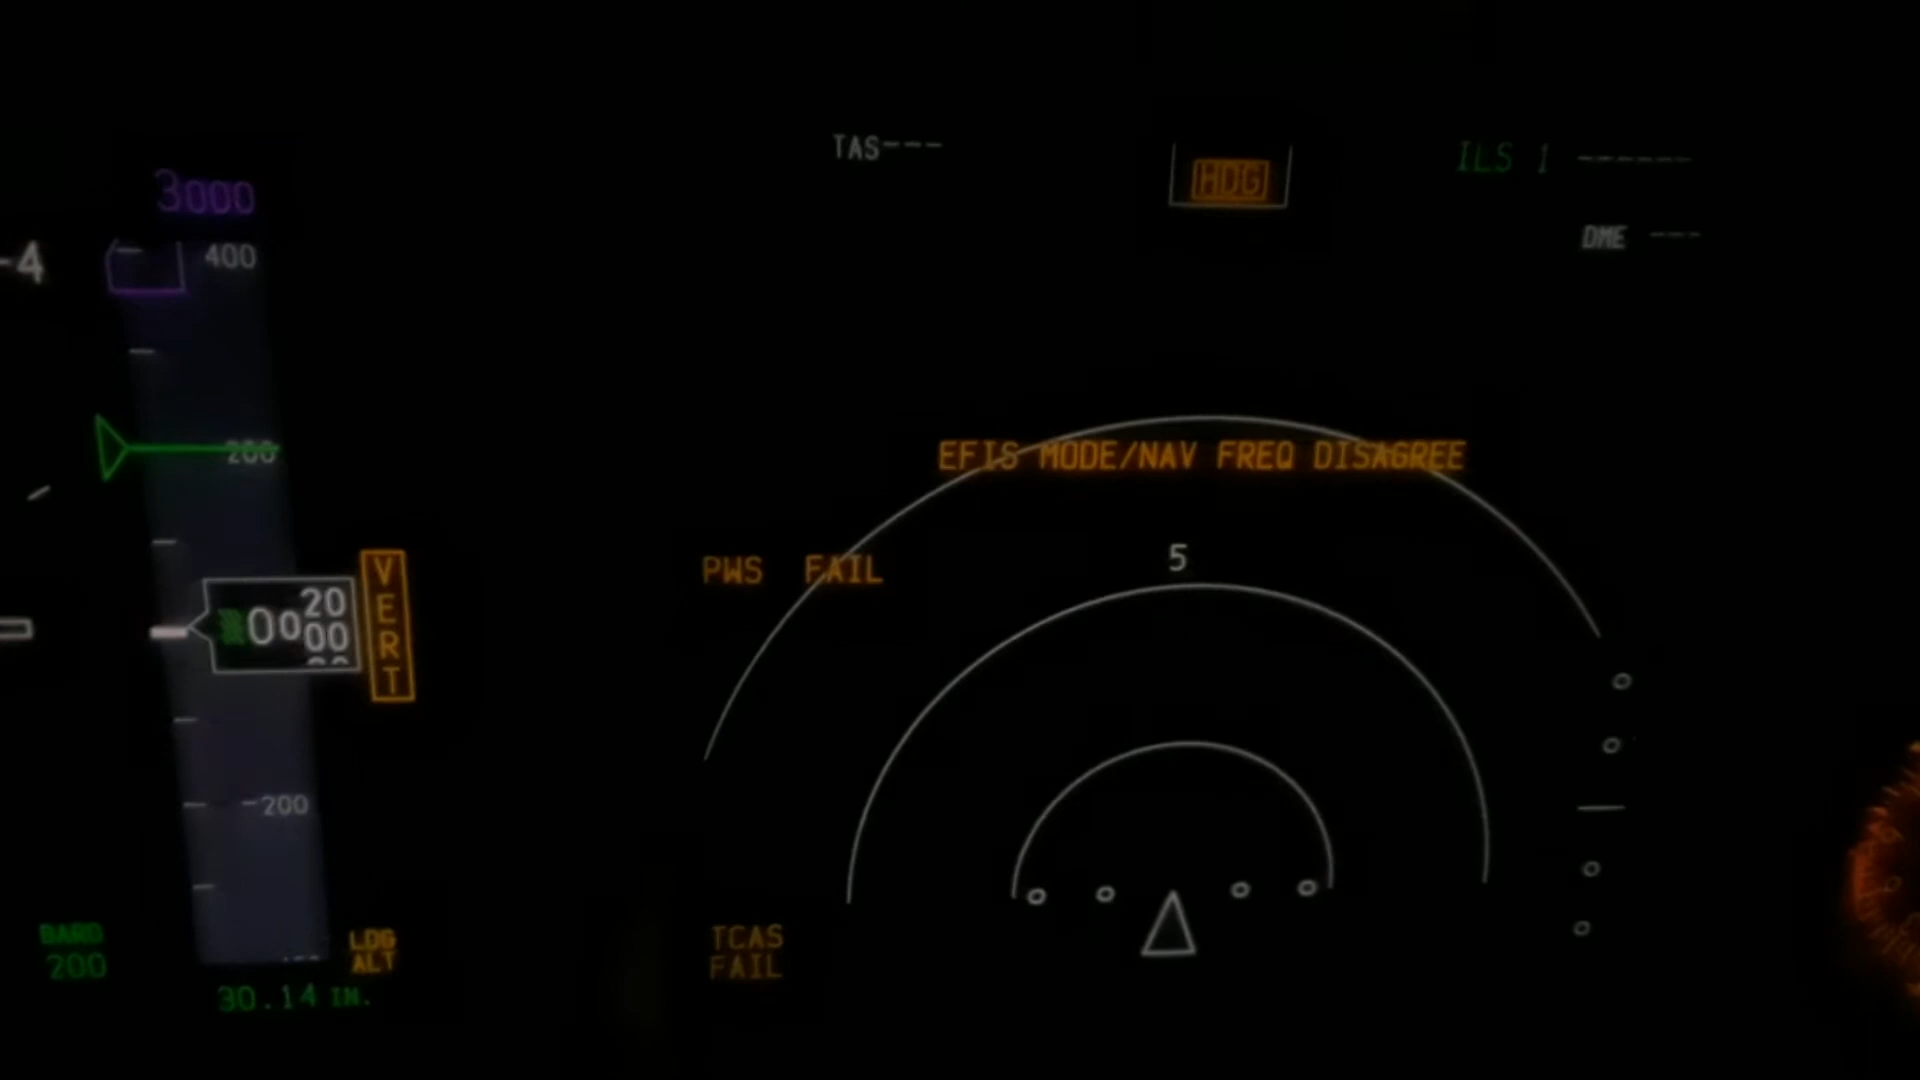 TAS---
HDG
ILS 1 ------
DME ---
3000
-4
400
200
EFIS MODE/NAV FREQ DISAGREE
PWS FAIL
5
VERT
20
000
00
-200
BARO
200
LDG
ALT
TCAS
FAIL
30.14 IN.